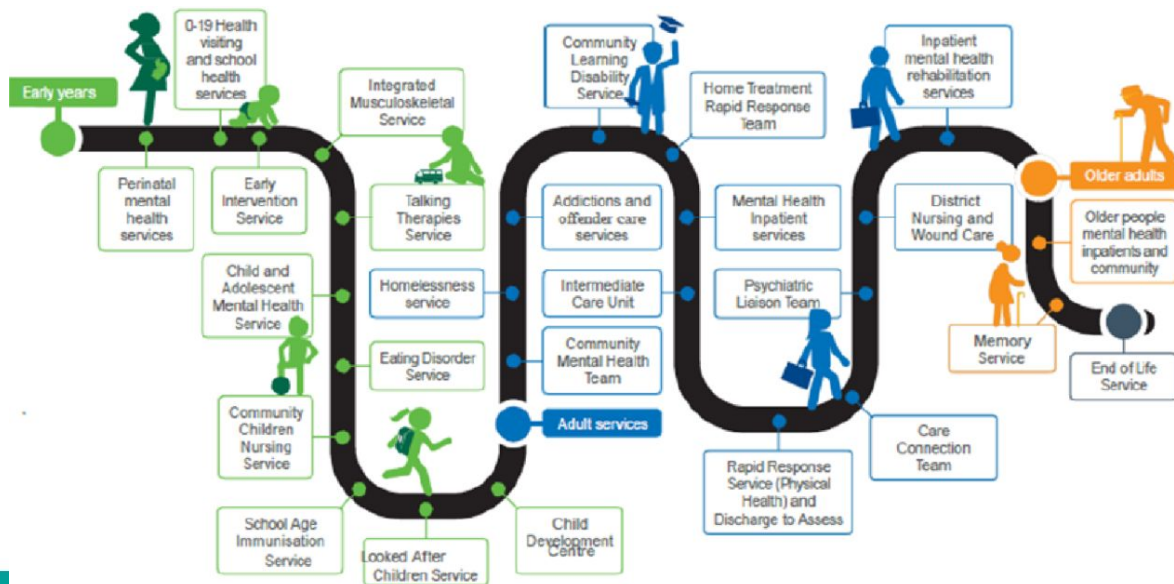 Early years
0-19 Health
visiting
and school
health
services
Perinatal
mental
health
services
Early
Intervention
Service
Integrated
Musculoskeletal
Service
Talking
Therapies
Service
Child and
Adolescent
Mental Health
Service
Eating Disorder
Service
Community
Children
Nursing
Service
School Age
Immunisation
Service
Looked After
Children Service
Child
Development
Centre
Adult services
Community
Mental Health
Team
Homelessness
service
Addictions and
offender care
services
Community
Learning
Disability
Service
Home Treatment
Rapid Response
Team
Mental Health
Inpatient
services
Intermediate
Care Unit
Rapid Response
Service (Physical
Health) and
Discharge to Assess
Care
Connection
Team
Psychiatric
Liaison Team
District
Nursing and
Wound Care
Inpatient
mental health
rehabilitation
services
Older adults
Older people
mental health
inpatients and
community
Memory
Service
End of Life
Service